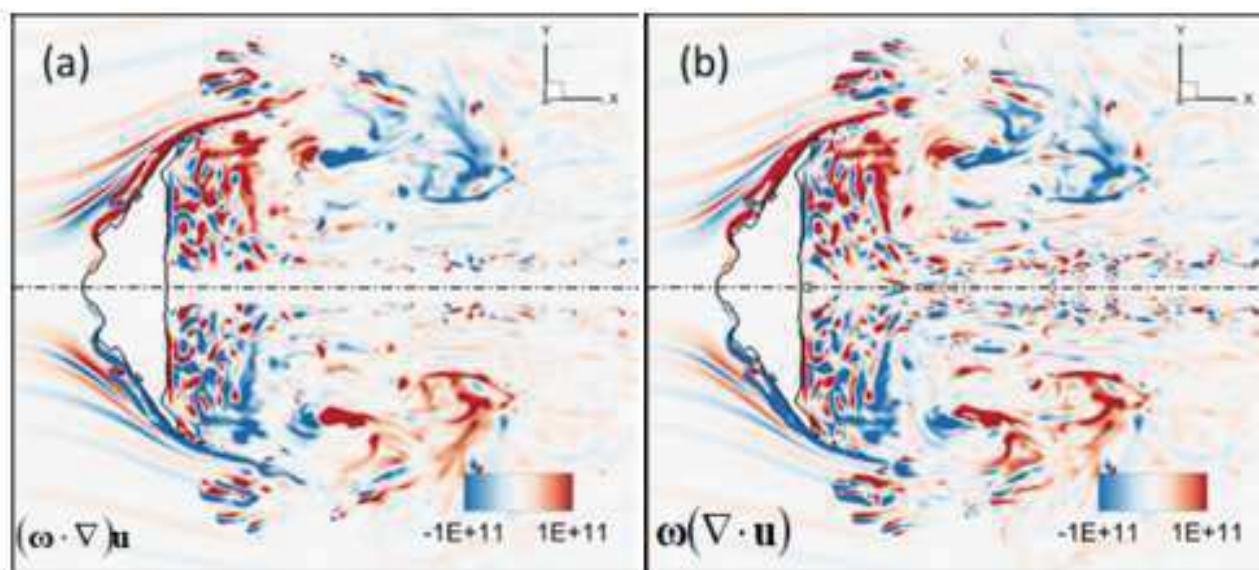 (a)
Y
X
(ω · ∇)u
-1E+11 1E+11
(b)
Y
X
ω(∇ · u)
-1E+11 1E+11